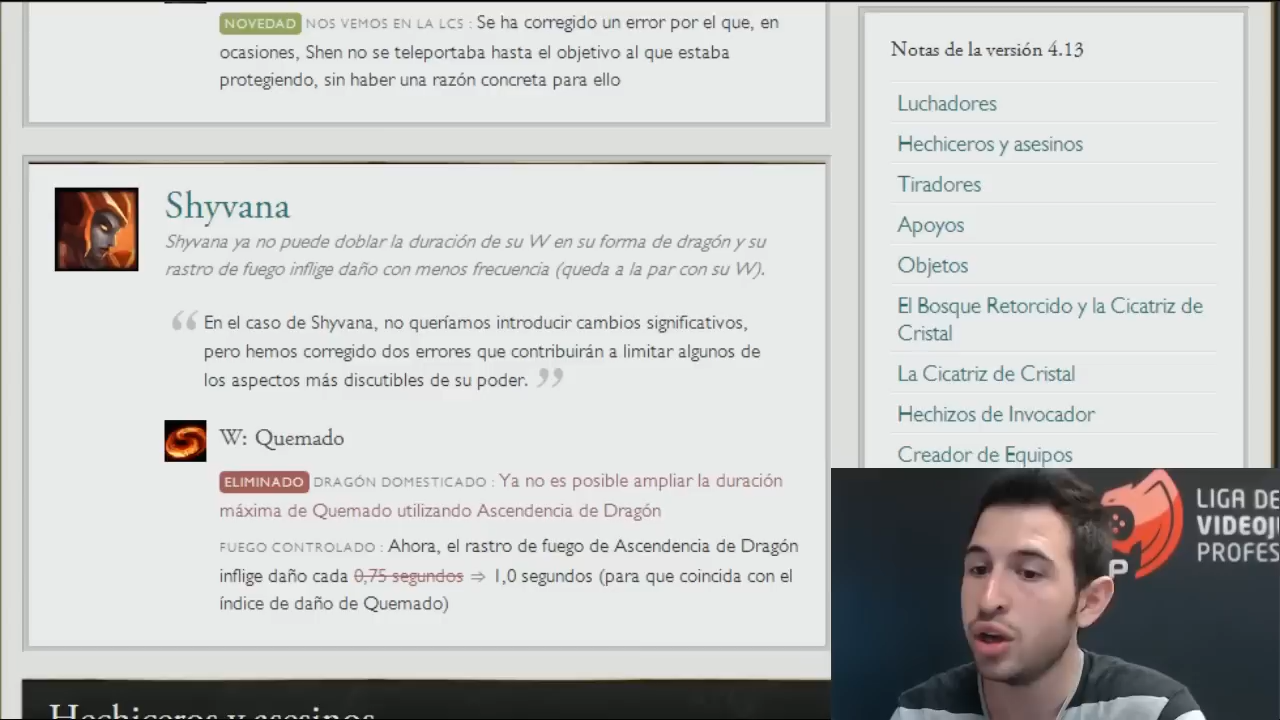 NOVEDAD NOS VEMOS EN LA LCS : Se ha corregido un error por el que, en
ocasiones, Shen no se teleportaba hasta el objetivo al que estaba
protegiendo, sin haber una razón concreta para ello
Shyvana
Shyvana ya no puede doblar la duración de su W en su forma de dragón y su
rastro de fuego inflige daño con menos frecuencia (queda a la par con su W).
“ En el caso de Shyvana, no queríamos introducir cambios significativos,
pero hemos corregido dos errores que contribuirán a limitar algunos de
los aspectos más discutibles de su poder. ”
W: Quemado
ELIMINADO DRAGÓN DOMESTICADO : Ya no es posible ampliar la duración
máxima de Quemado utilizando Ascendencia de Dragón
FUEGO CONTROLADO : Ahora, el rastro de fuego de Ascendencia de Dragón
inflige daño cada 0,75 segundos ⇒ 1,0 segundos (para que coincida con el
índice de daño de Quemado)
Hechiceros y asesinos
Notas de la versión 4.13
Luchadores
Hechiceros y asesinos
Tiradores
Apoyos
Objetos
El Bosque Retorcido y la Cicatriz de
Cristal
La Cicatriz de Cristal
Hechizos de Invocador
Creador de Equipos
LIGA DE
VIDEOJ
PROFES
P